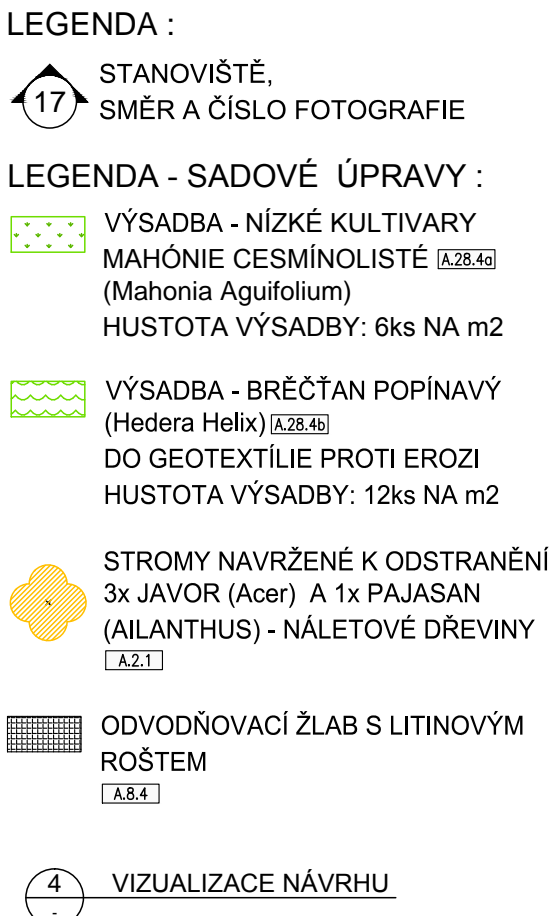 LEGENDA :
17
STANOVIŠTĚ,
SMĚR A ČÍSLO FOTOGRAFIE
LEGENDA - SADOVÉ ÚPRAVY :
VÝSADBA - NÍZKÉ KULTIVARY
MAHÓNIE CESMÍNOLISTÉ A.28.4a
(Mahonia Aguifolium)
HUSTOTA VÝSADBY: 6ks NA m2
VÝSADBA - BRĚČŤAN POPÍNAVÝ
(Hedera Helix) A.28.4b
DO GEOTEXTÍLIE PROTI EROZI
HUSTOTA VÝSADBY: 12ks NA m2
STROMY NAVRŽENÉ K ODSTRANĚNÍ
3x JAVOR (Acer) A 1x PAJASAN
(AILANTHUS) - NÁLETOVÉ DŘEVINY
A.2.1
ODVODŇOVACÍ ŽLAB S LITINOVÝM
ROŠTEM
A.8.4
4 VIZUALIZACE NÁVRHU
-